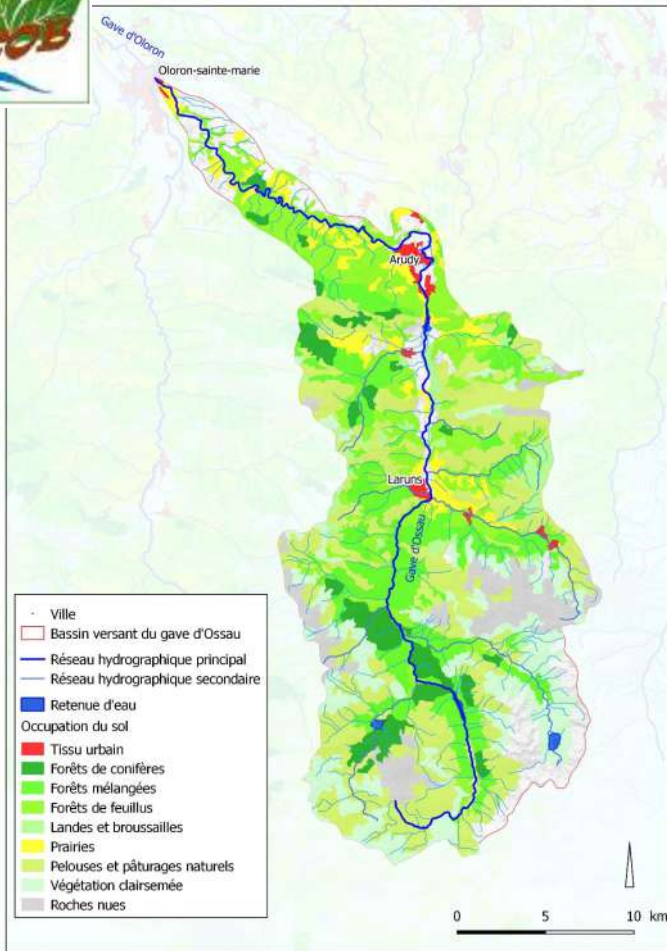 Gave d'Oloron
Oloron-sainte-marie
Arudy
Laruns
Gave d'Ossau
Ville
Bassin versant du gave d'Ossau
Réseau hydrographique principal
Réseau hydrographique secondaire
Retenue d'eau
Occupation du sol
Tissu urbain
Forêts de conifères
Forêts mélangées
Forêts de feuillus
Landes et broussailles
Prairies
Pelouses et pâturages naturels
Végétation clairsemée
Roches nues
0 5 10 km